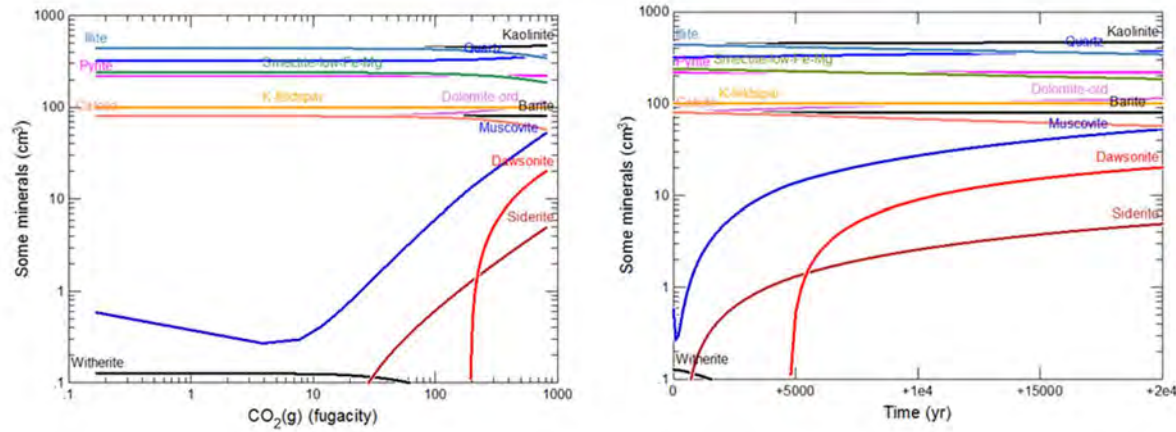 1000
Kaolinite
Illite
Quartz
Pyrite
Smectite-low-Fe-Mg
K-feldspar
Dolomite-ord
100
Calcite
Barite
Muscovite
Dawsonite
10
Siderite
1
Witherite
.1
Some minerals (cm³)
.1
1
10
100
1000
CO₂(g) (fugacity)
1000
Kaolinite
Illite
Quartz
Pyrite
Smectite-low-Fe-Mg
Dolomite-ord
K-feldspar
100
Calcite
Barite
Muscovite
Dawsonite
10
Siderite
1
Witherite
.1
Some minerals (cm³)
0
+5000
+1e4
+15000
+2e4
Time (yr)